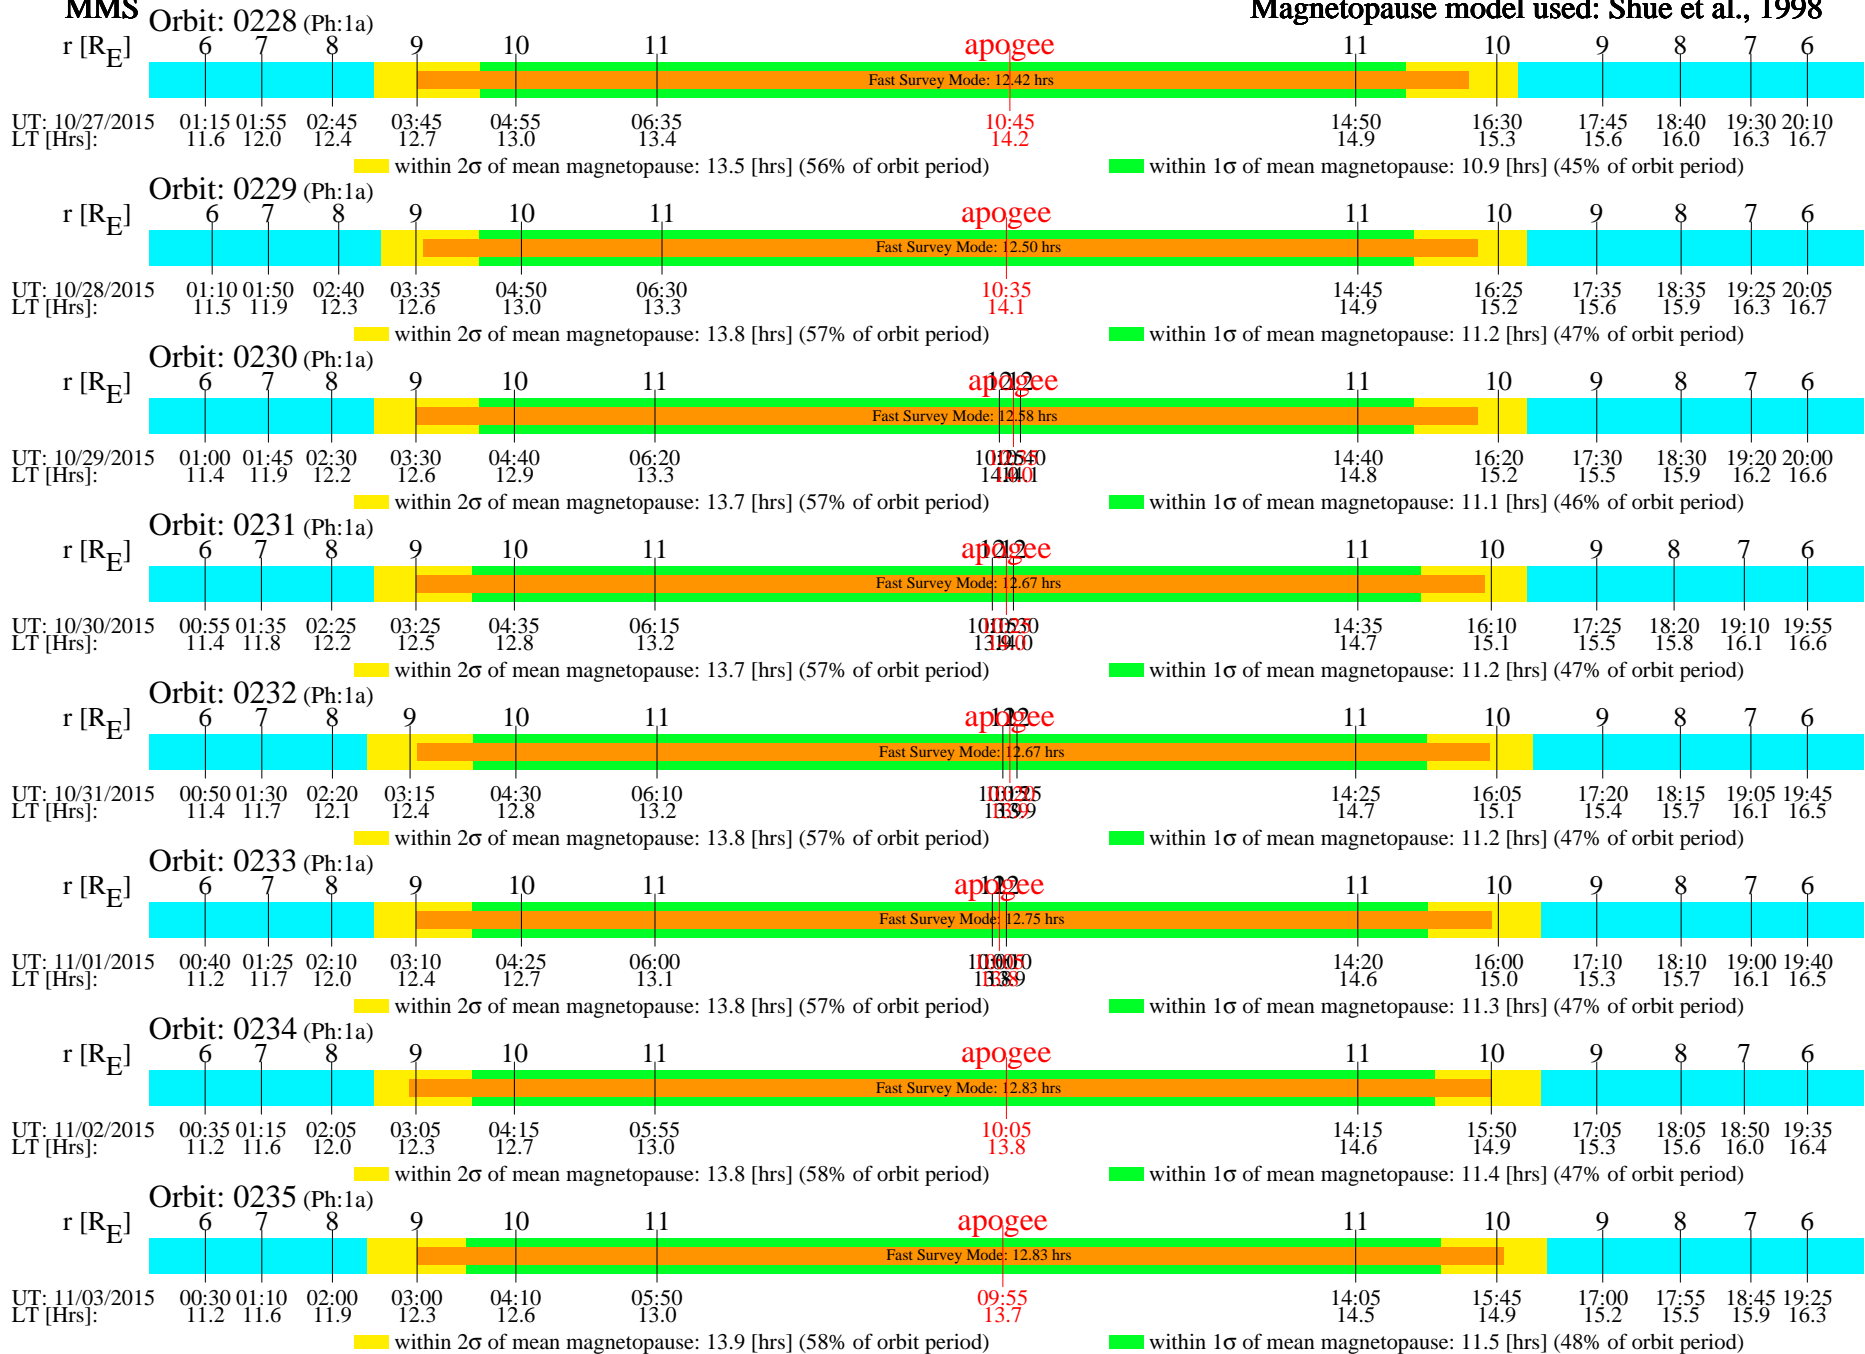 MMS Magnetopause model used: Shue et al., 1998
Orbit: 0228 (Ph:1a)
r [RE] 6 7 8 9 10 11 apogee 11 10 9 8 7 6
Fast Survey Mode: 12.42 hrs
UT: 10/27/2015 01:15 01:55 02:45 03:45 04:55 06:35 10:45 14:50 16:30 17:45 18:40 19:30 20:10
LT [Hrs]: 11.6 12.0 12.4 12.7 13.0 13.4 14.2 14.9 15.3 15.6 16.0 16.3 16.7
within 2σ of mean magnetopause: 13.5 [hrs] (56% of orbit period) within 1σ of mean magnetopause: 10.9 [hrs] (45% of orbit period)
Orbit: 0229 (Ph:1a)
r [RE] 6 7 8 9 10 11 apogee 11 10 9 8 7 6
Fast Survey Mode: 12.50 hrs
UT: 10/28/2015 01:10 01:50 02:40 03:35 04:50 06:30 10:35 14:45 16:25 17:35 18:35 19:25 20:05
LT [Hrs]: 11.5 11.9 12.3 12.6 13.0 13.3 14.1 14.9 15.2 15.6 15.9 16.3 16.7
within 2σ of mean magnetopause: 13.8 [hrs] (57% of orbit period) within 1σ of mean magnetopause: 11.2 [hrs] (47% of orbit period)
Orbit: 0230 (Ph:1a)
r [RE] 6 7 8 9 10 11 12 apogee 12 11 10 9 8 7 6
Fast Survey Mode: 12.58 hrs
UT: 10/29/2015 01:00 01:45 02:30 03:30 04:40 06:20 14:40 16:20 17:30 18:30 19:20 20:00
LT [Hrs]: 11.4 11.9 12.2 12.6 12.9 13.3 14.8 15.2 15.5 15.9 16.2 16.6
within 2σ of mean magnetopause: 13.7 [hrs] (57% of orbit period) within 1σ of mean magnetopause: 11.1 [hrs] (46% of orbit period)
Orbit: 0231 (Ph:1a)
r [RE] 6 7 8 9 10 11 12 apogee 12 11 10 9 8 7 6
Fast Survey Mode: 12.67 hrs
UT: 10/30/2015 00:55 01:35 02:25 03:25 04:35 06:15 14:35 16:10 17:25 18:20 19:10 19:55
LT [Hrs]: 11.4 11.8 12.2 12.5 12.8 13.2 14.7 15.1 15.5 15.8 16.1 16.6
within 2σ of mean magnetopause: 13.7 [hrs] (57% of orbit period) within 1σ of mean magnetopause: 11.2 [hrs] (47% of orbit period)
Orbit: 0232 (Ph:1a)
r [RE] 6 7 8 9 10 11 12 apogee 12 11 10 9 8 7 6
Fast Survey Mode: 12.67 hrs
UT: 10/31/2015 00:50 01:30 02:20 03:15 04:30 06:10 14:25 16:05 17:20 18:15 19:05 19:45
LT [Hrs]: 11.4 11.7 12.1 12.4 12.8 13.2 14.7 15.1 15.4 15.7 16.1 16.5
within 2σ of mean magnetopause: 13.8 [hrs] (57% of orbit period) within 1σ of mean magnetopause: 11.2 [hrs] (47% of orbit period)
Orbit: 0233 (Ph:1a)
r [RE] 6 7 8 9 10 11 12 apogee 12 11 10 9 8 7 6
Fast Survey Mode: 12.75 hrs
UT: 11/01/2015 00:40 01:25 02:10 03:10 04:25 06:00 14:20 16:00 17:10 18:10 19:00 19:40
LT [Hrs]: 11.2 11.7 12.0 12.4 12.7 13.1 14.6 15.0 15.3 15.7 16.1 16.5
within 2σ of mean magnetopause: 13.8 [hrs] (57% of orbit period) within 1σ of mean magnetopause: 11.3 [hrs] (47% of orbit period)
Orbit: 0234 (Ph:1a)
r [RE] 6 7 8 9 10 11 apogee 11 10 9 8 7 6
Fast Survey Mode: 12.83 hrs
UT: 11/02/2015 00:35 01:15 02:05 03:05 04:15 05:55 10:05 14:15 15:50 17:05 18:05 18:50 19:35
LT [Hrs]: 11.2 11.6 12.0 12.3 12.7 13.0 13.8 14.6 14.9 15.3 15.6 16.0 16.4
within 2σ of mean magnetopause: 13.8 [hrs] (58% of orbit period) within 1σ of mean magnetopause: 11.4 [hrs] (47% of orbit period)
Orbit: 0235 (Ph:1a)
r [RE] 6 7 8 9 10 11 apogee 11 10 9 8 7 6
Fast Survey Mode: 12.83 hrs
UT: 11/03/2015 00:30 01:10 02:00 03:00 04:10 05:50 09:55 14:05 15:45 17:00 17:55 18:45 19:25
LT [Hrs]: 11.2 11.6 11.9 12.3 12.6 13.0 13.7 14.5 14.9 15.2 15.5 15.9 16.3
within 2σ of mean magnetopause: 13.9 [hrs] (58% of orbit period) within 1σ of mean magnetopause: 11.5 [hrs] (48% of orbit period)